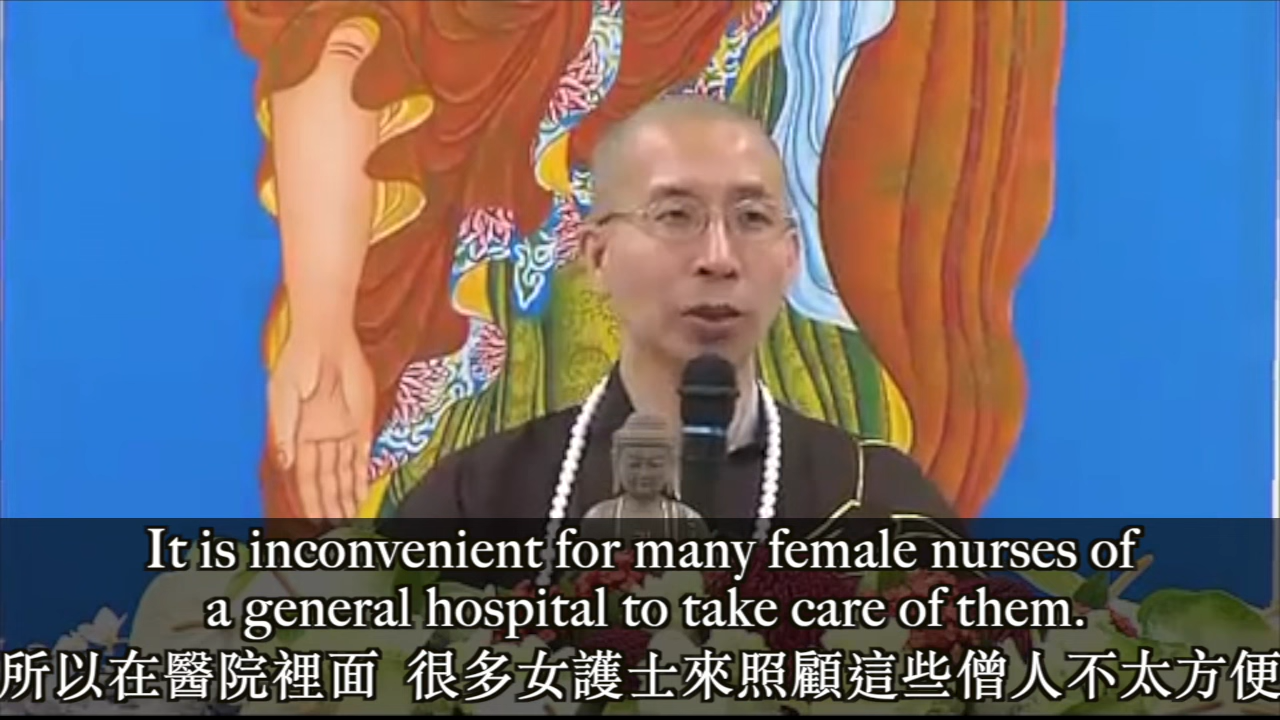 It is inconvenient for many female nurses of
a general hospital to take care of them.
所以在醫院裡面 很多女護士來照顧這些僧人不太方便